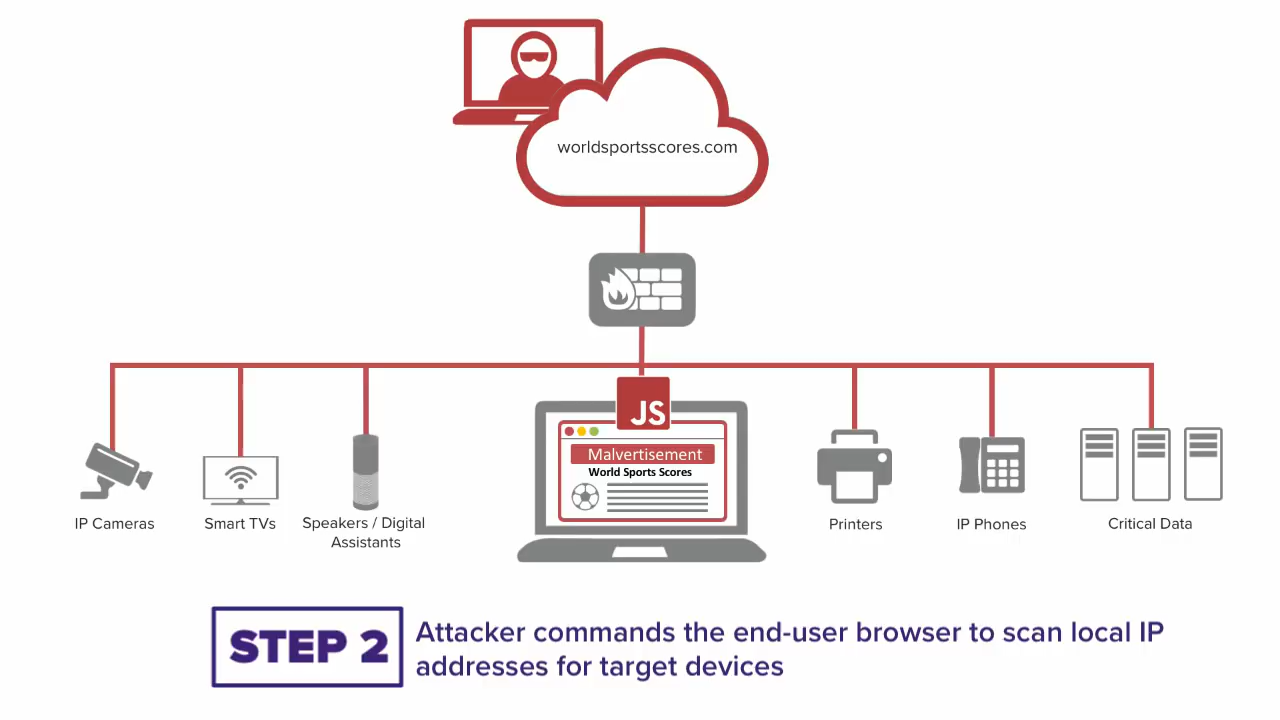 worldsportsscores.com
JS
Malvertisement
World Sports Scores
IP Cameras
Smart TVs
Speakers / Digital
Assistants
Printers
IP Phones
Critical Data
STEP 2
Attacker commands the end-user browser to scan local IP
addresses for target devices